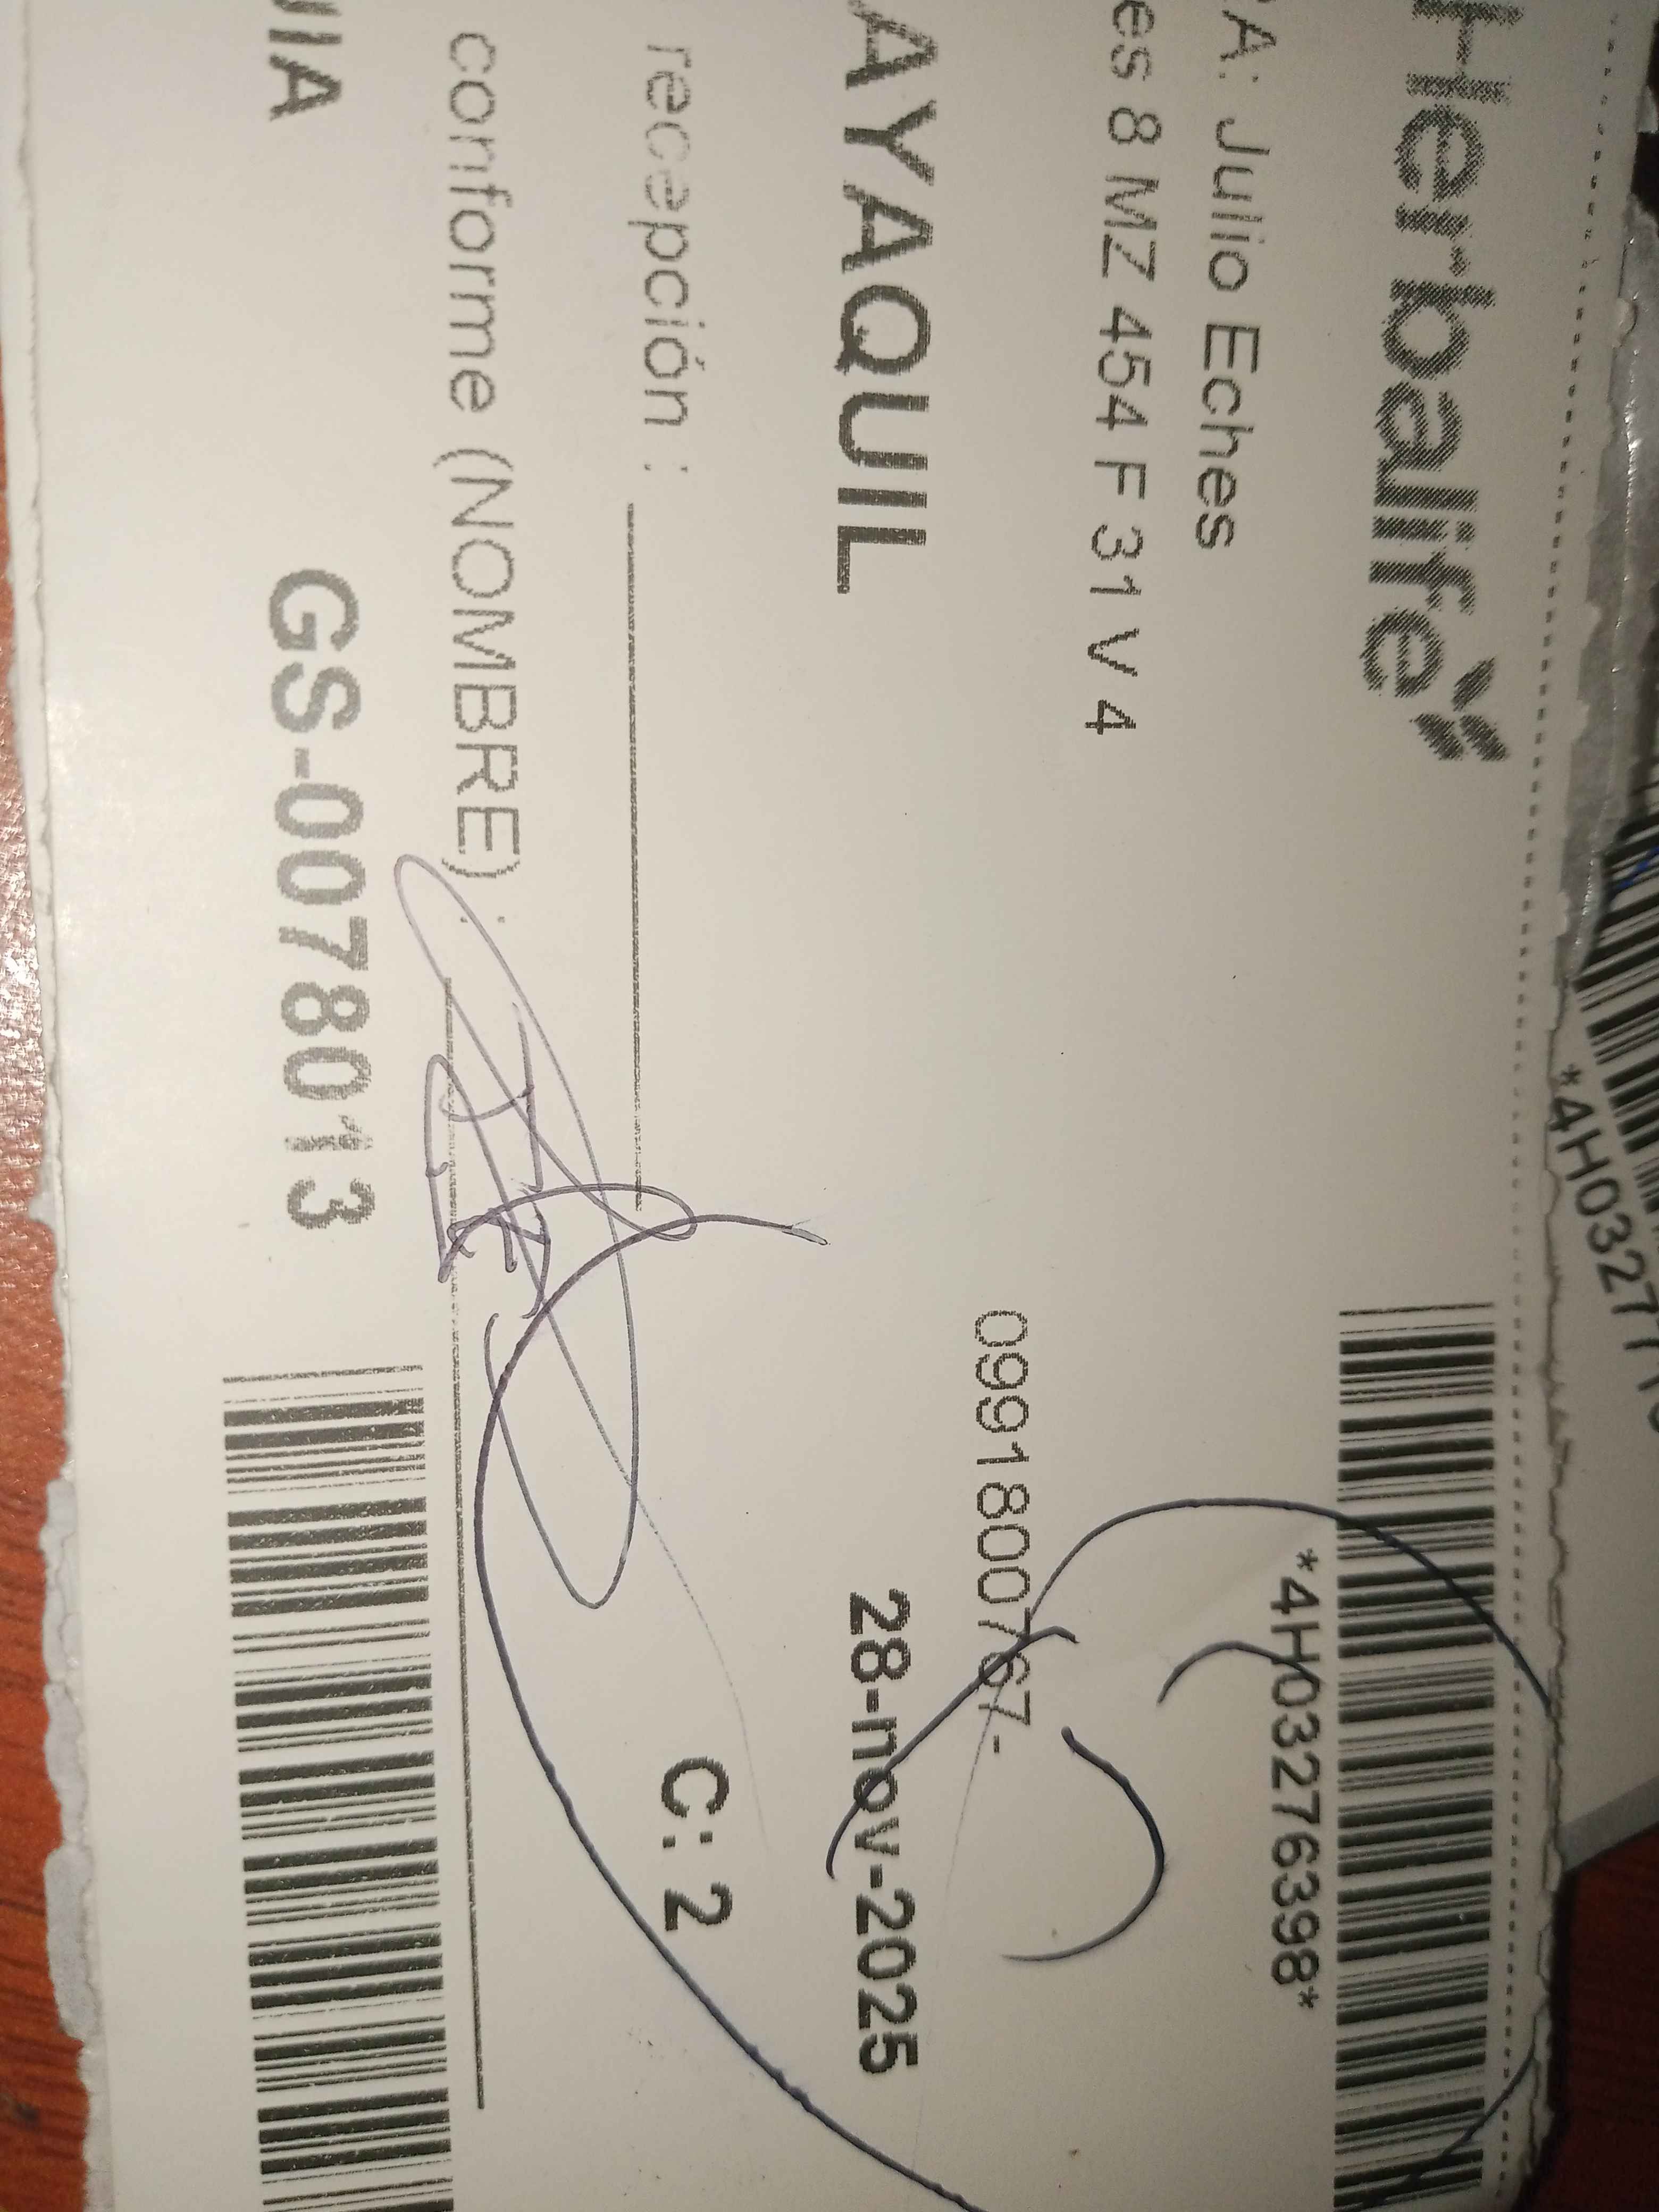 Herbalife
A: Julio Eches
*4H03276398*
es 8 MZ 454 F 31 V 4
0991800767-
AYAQUIL
28-nov-2025
recepción :
C: 2
conforme (NOMBRE) :
GS-0078013